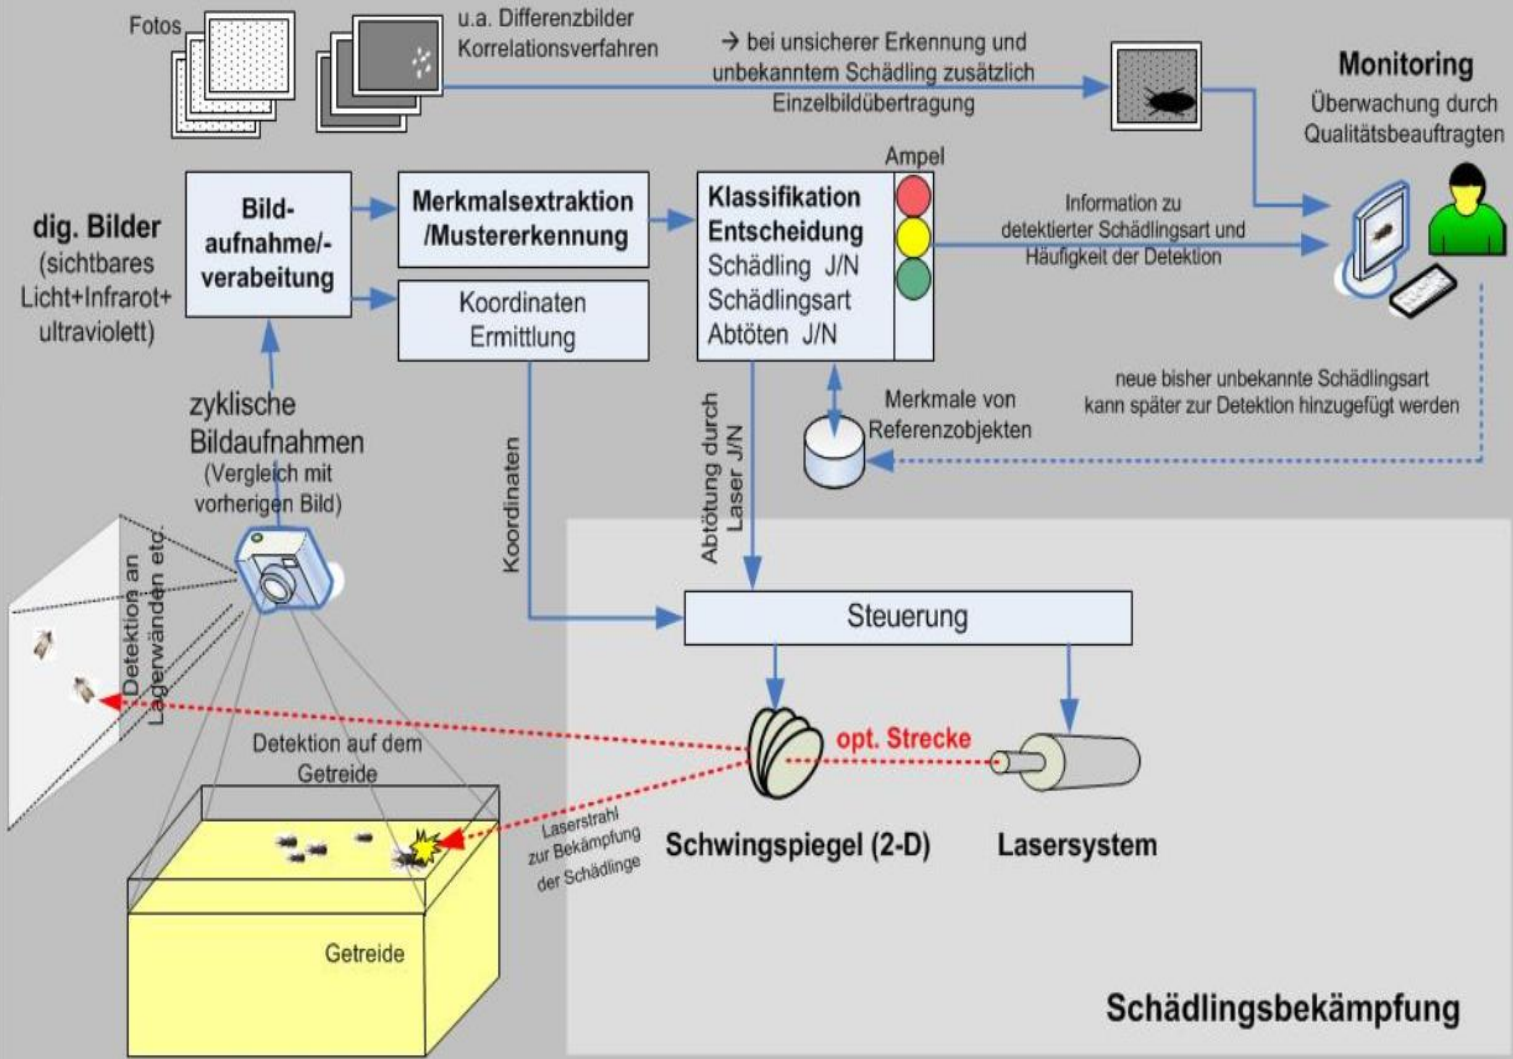 Fotos
u.a. Differenzbilder
Korrelationsverfahren
→ bei unsicherer Erkennung und
unbekanntem Schädling zusätzlich
Einzelbildübertragung
Monitoring
Überwachung durch
Qualitätsbeauftragten
dig. Bilder
(sichtbares
Licht+Infrarot+
ultraviolett)
Bild-
aufnahme/-
verabeitung
Merkmalsextraktion
/Mustererkennung
Koordinaten
Ermittlung
Ampel
Klassifikation
Entscheidung
Schädling J/N
Schädlingsart
Abtöten J/N
Information zu
detektierter Schädlingsart und
Häufigkeit der Detektion
neue bisher unbekannte Schädlingsart
kann später zur Detektion hinzugefügt werden
Merkmale von
Referenzobjekten
zyklische
Bildaufnahmen
(Vergleich mit
vorherigen Bild)
Koordinaten
Abtötung durch
Laser J/N
Detektion an
Lagerwänden etc.
Steuerung
Detektion auf dem
Getreide
opt. Strecke
Laserstrahl
zur Bekämpfung
der Schädlinge
Schwingspiegel (2-D)
Lasersystem
Getreide
Schädlingsbekämpfung